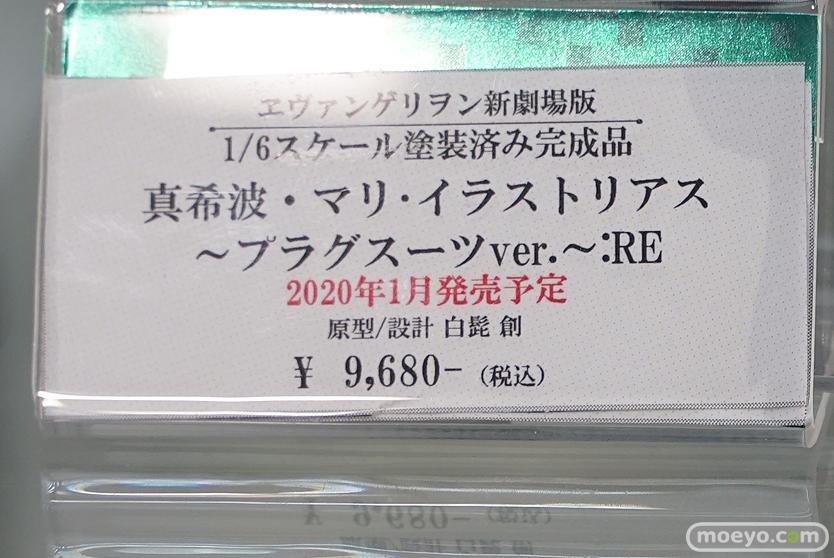 ヱヴァンゲリヲン新劇場版
1/6スケール塗装済み完成品
真希波・マリ・イラストリアス
～プラグスーツver.～:RE
2020年1月発売予定
原型/設計 白髭 創
¥ 9,680-（税込）
moeyo.com